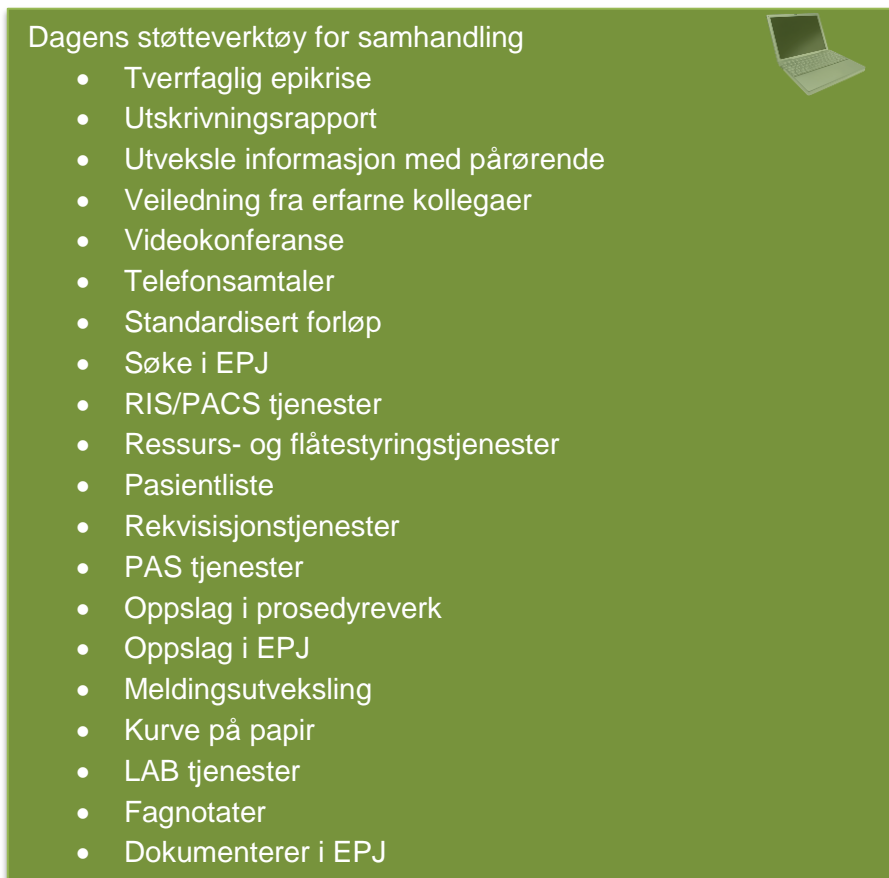 Dagens støtteverktøy for samhandling
• Tverrfaglig epikrise
• Utskrivningsrapport
• Utveksle informasjon med pårørende
• Veiledning fra erfarne kollegaer
• Videokonferanse
• Telefonsamtaler
• Standardisert forløp
• Søke i EPJ
• RIS/PACS tjenester
• Ressurs- og flåtestyringstjenester
• Pasientliste
• Rekvisisjonstjenester
• PAS tjenester
• Oppslag i prosedyreverk
• Oppslag i EPJ
• Meldingsutveksling
• Kurve på papir
• LAB tjenester
• Fagnotater
• Dokumenterer i EPJ